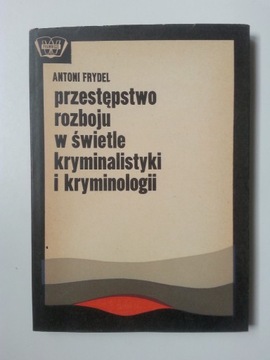 ANTONI FRYDEL
przestępstwo
rozboju
w świetle
kryminalistyki
i kryminologii